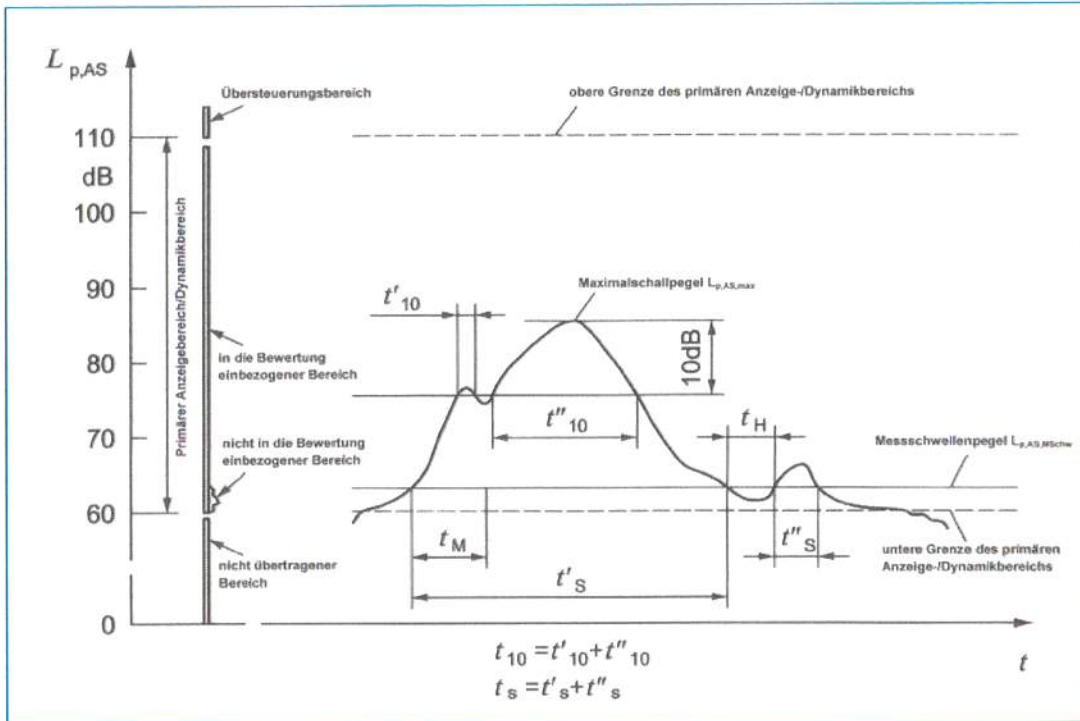 L p,AS
Übersteuerungsbereich
obere Grenze des primären Anzeige-/Dynamikbereichs
110
dB
100
90
80
70
60
0
Primärer Anzeigebereich/Dynamikbereich
in die Bewertung
einbezogener Bereich
nicht in die Bewertung
einbezogener Bereich
nicht übertragener
Bereich
Maximalschallpegel Lp,AS,max
t'10
10dB
t"10
tH
Messschwellenpegel Lp,AS,MSchw
tM
t"S
untere Grenze des primären
Anzeige-/Dynamikbereichs
t'S
t
t10 =t'10+t"10
ts =t's+t"s